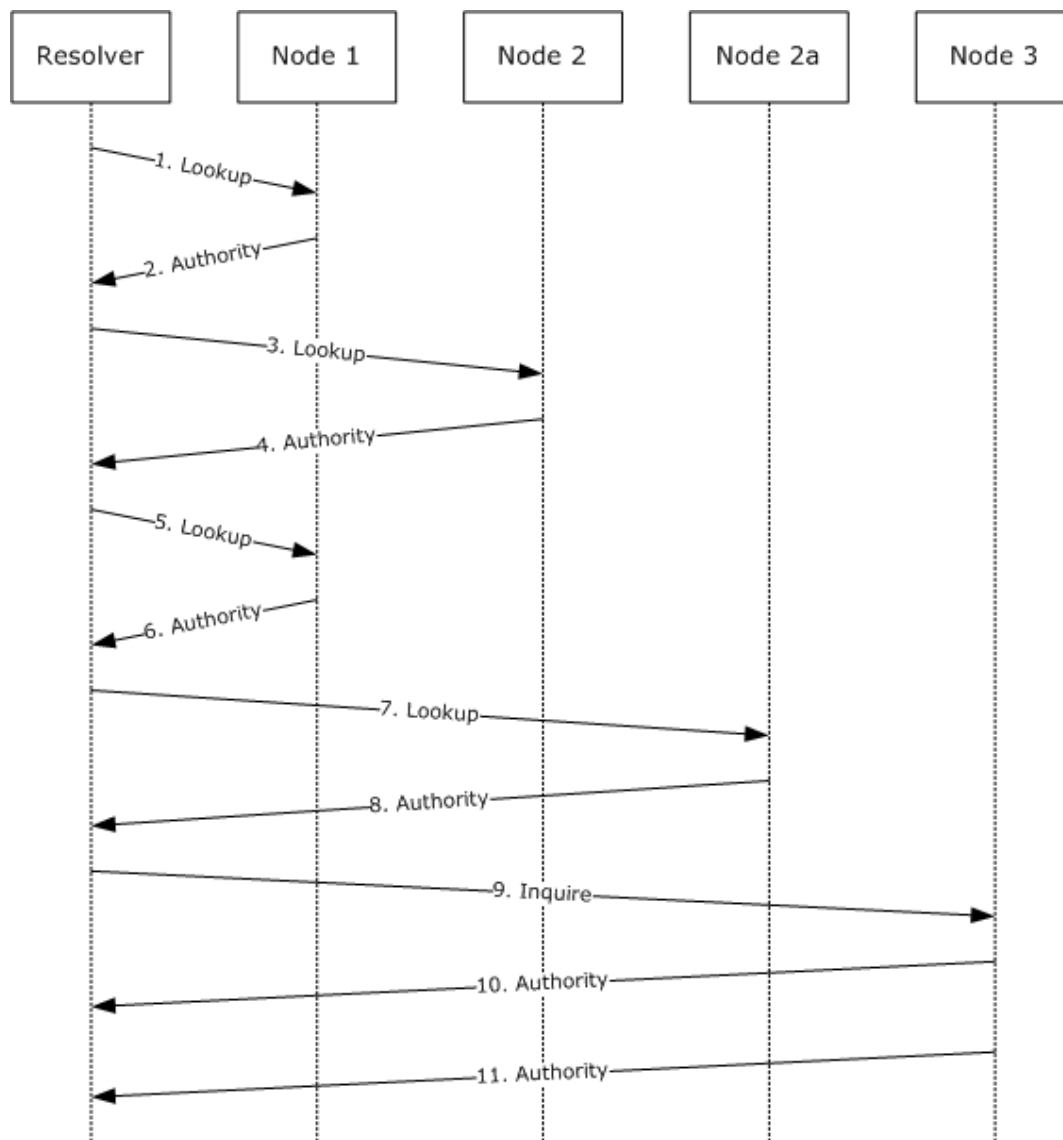 Resolver
Node 1
Node 2
Node 2a
Node 3
1. Lookup
2. Authority
3. Lookup
4. Authority
5. Lookup
6. Authority
7. Lookup
8. Authority
9. Inquire
10. Authority
11. Authority